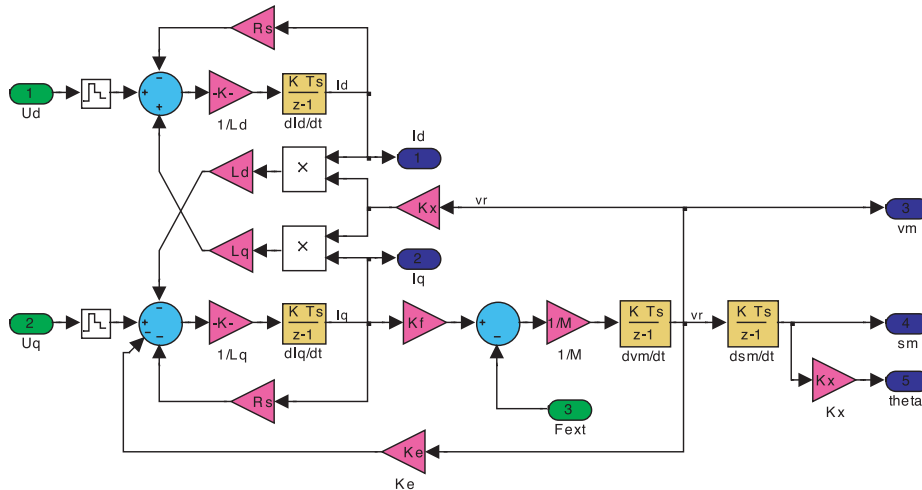 Rs
1
Ud
-
+
+
-K-
1/Ld
K Ts
z-1
dId/dt
Id
Id
1
Ld
×
Kx
vr
3
vm
Lq
×
2
Iq
2
Uq
-
+
-
-
-K-
1/Lq
K Ts
z-1
dIq/dt
Iq
Kf
+
-
1/M
1/M
K Ts
z-1
dvm/dt
vr
K Ts
z-1
dsm/dt
4
sm
Kx
Kx
5
theta
Rs
3
Fext
Ke
Ke